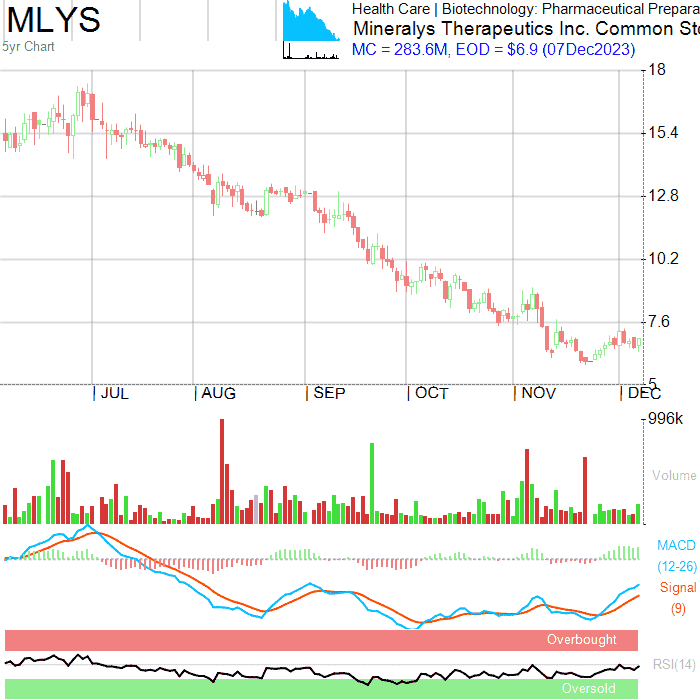 MLYS
5yr Chart
Health Care | Biotechnology: Pharmaceutical Prepara
Mineralys Therapeutics Inc. Common Sto
MC = 283.6M, EOD = $6.9 (07Dec2023)
18
15.4
12.8
10.2
7.6
5
JUL AUG SEP OCT NOV DEC
996k
Volume
MACD
(12-26)
Signal
(9)
Overbought
RSI(14)
Oversold